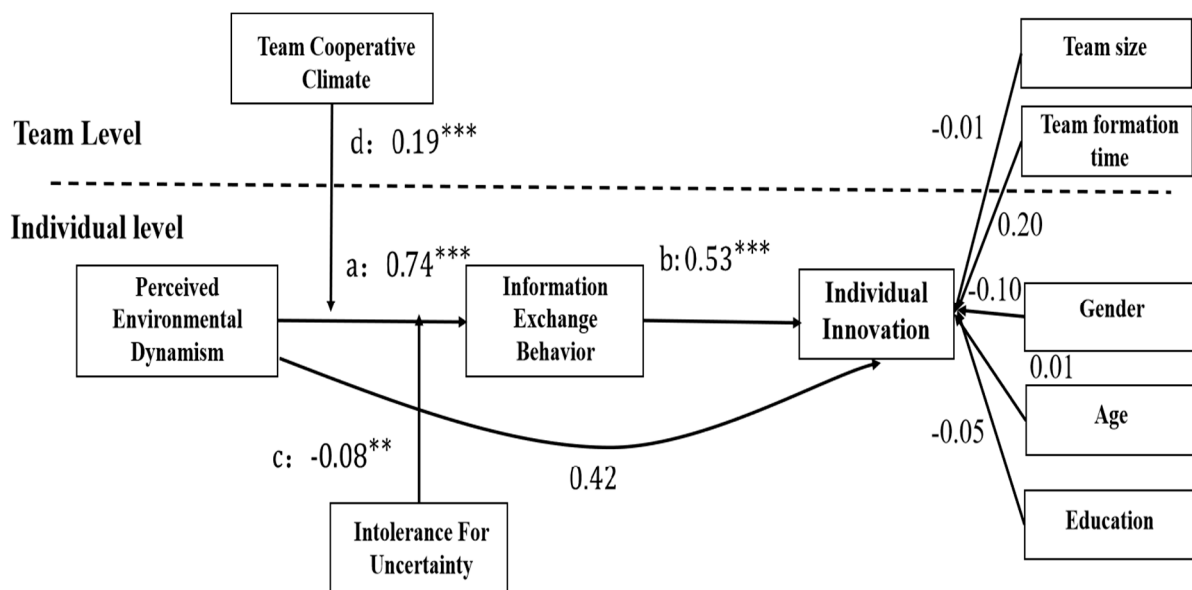 Team Cooperative
Climate
Team size
Team Level
d： 0.19***
-0.01
Team formation
time
Individual level
0.20
Perceived
Environmental
Dynamism
a： 0.74***
Information
Exchange
Behavior
b:0.53***
Individual
Innovation
-0.10
Gender
0.01
Age
-0.05
c： -0.08**
0.42
Intolerance For
Uncertainty
Education